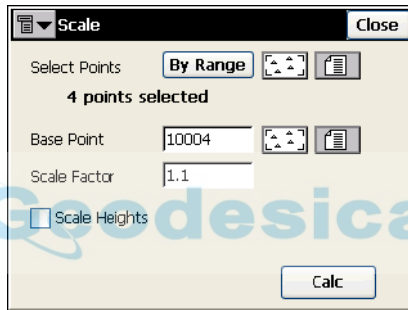 Scale Close
Select Points By Range
4 points selected
Base Point 10004
Scale Factor 1.1
Scale Heights
Geodesical
Calc